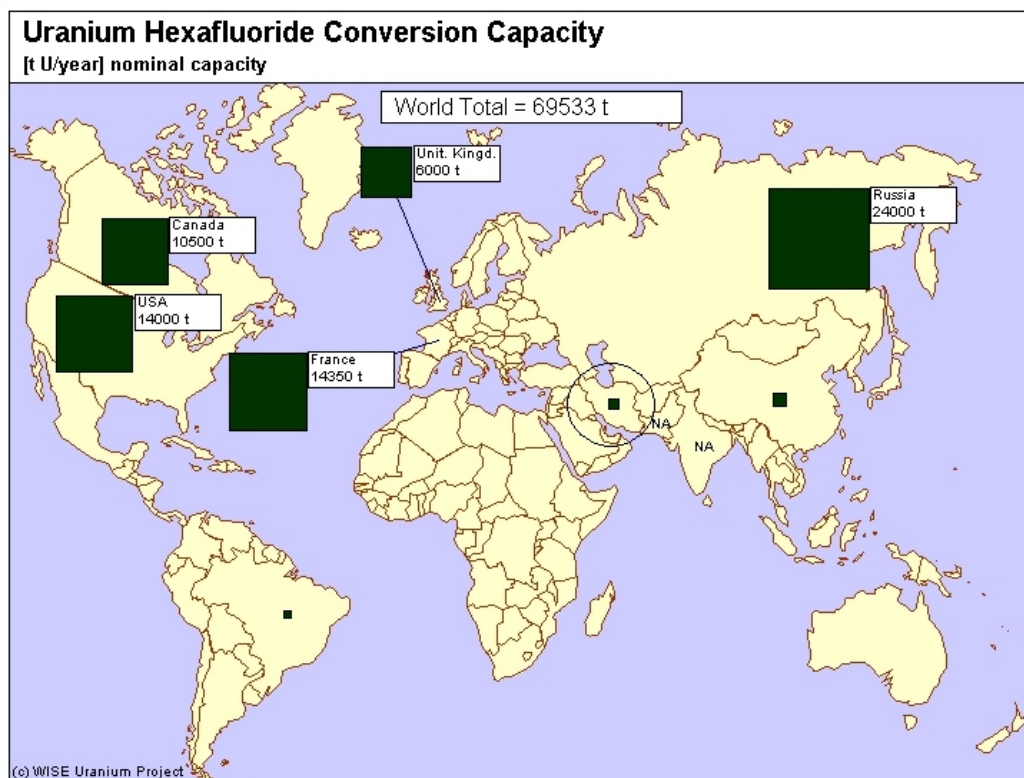 Uranium Hexafluoride Conversion Capacity
[t U/year] nominal capacity
World Total = 69533 t
Unit. Kingd.
6000 t
Russia
24000 t
Canada
10500 t
USA
14000 t
France
14350 t
NA
NA
(c) WISE Uranium Project